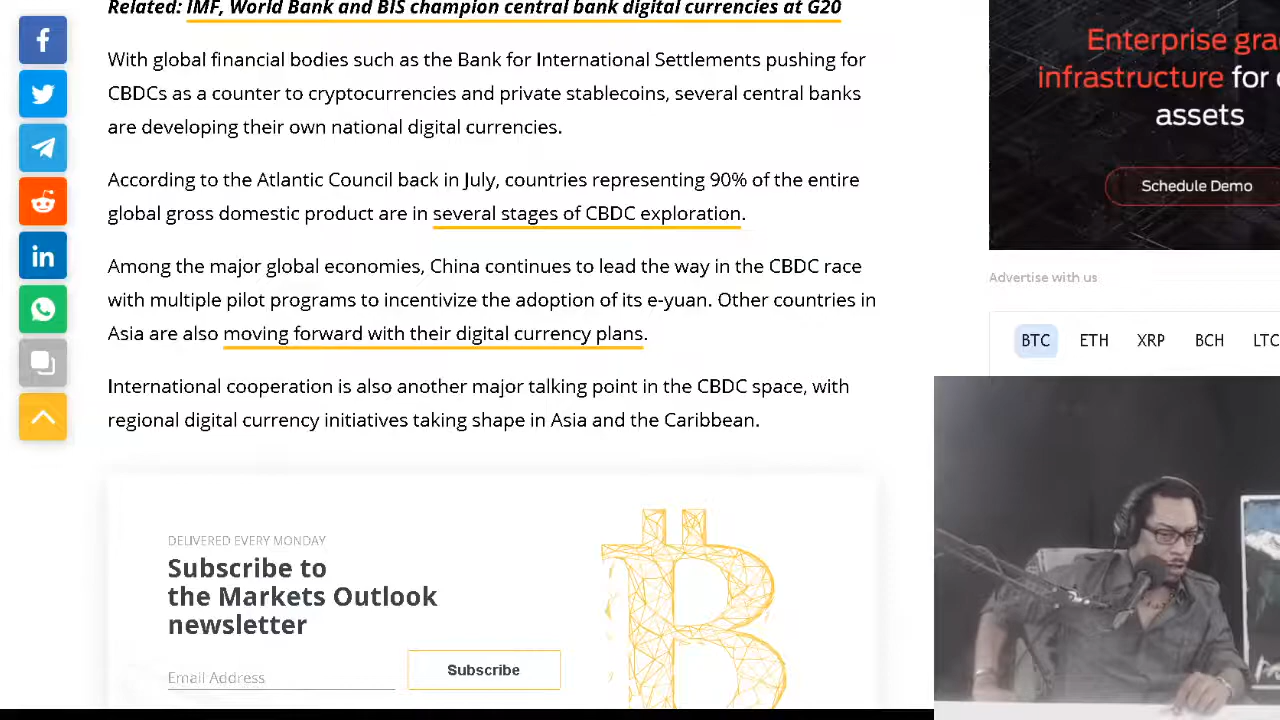 Related: IMF, World Bank and BIS champion central bank digital currencies at G20
With global financial bodies such as the Bank for International Settlements pushing for
CBDCs as a counter to cryptocurrencies and private stablecoins, several central banks
are developing their own national digital currencies.
According to the Atlantic Council back in July, countries representing 90% of the entire
global gross domestic product are in several stages of CBDC exploration.
Among the major global economies, China continues to lead the way in the CBDC race
with multiple pilot programs to incentivize the adoption of its e-yuan. Other countries in
Asia are also moving forward with their digital currency plans.
International cooperation is also another major talking point in the CBDC space, with
regional digital currency initiatives taking shape in Asia and the Caribbean.
DELIVERED EVERY MONDAY
Subscribe to
the Markets Outlook
newsletter
Email Address
Subscribe
Enterprise gra
infrastructure for
assets
Schedule Demo
Advertise with us
BTC ETH XRP BCH LTC
in